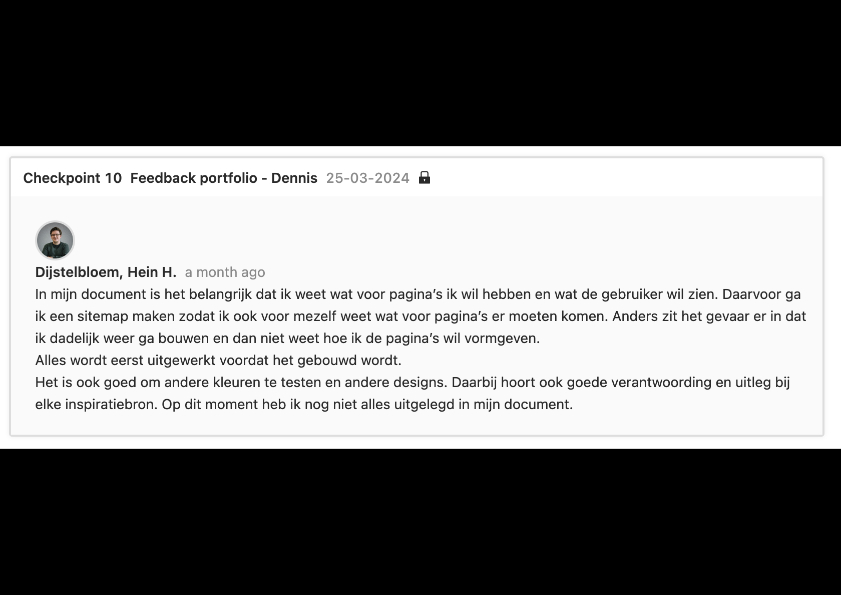 Checkpoint 10 Feedback portfolio - Dennis 25-03-2024
Dijstelbloem, Hein H. a month ago
In mijn document is het belangrijk dat ik weet wat voor pagina’s ik wil hebben en wat de gebruiker wil zien. Daarvoor ga
ik een sitemap maken zodat ik ook voor mezelf weet wat voor pagina’s er moeten komen. Anders zit het gevaar er in dat
ik dadelijk weer ga bouwen en dan niet weet hoe ik de pagina’s wil vormgeven.
Alles wordt eerst uitgewerkt voordat het gebouwd wordt.
Het is ook goed om andere kleuren te testen en andere designs. Daarbij hoort ook goede verantwoording en uitleg bij
elke inspiratiebron. Op dit moment heb ik nog niet alles uitgelegd in mijn document.